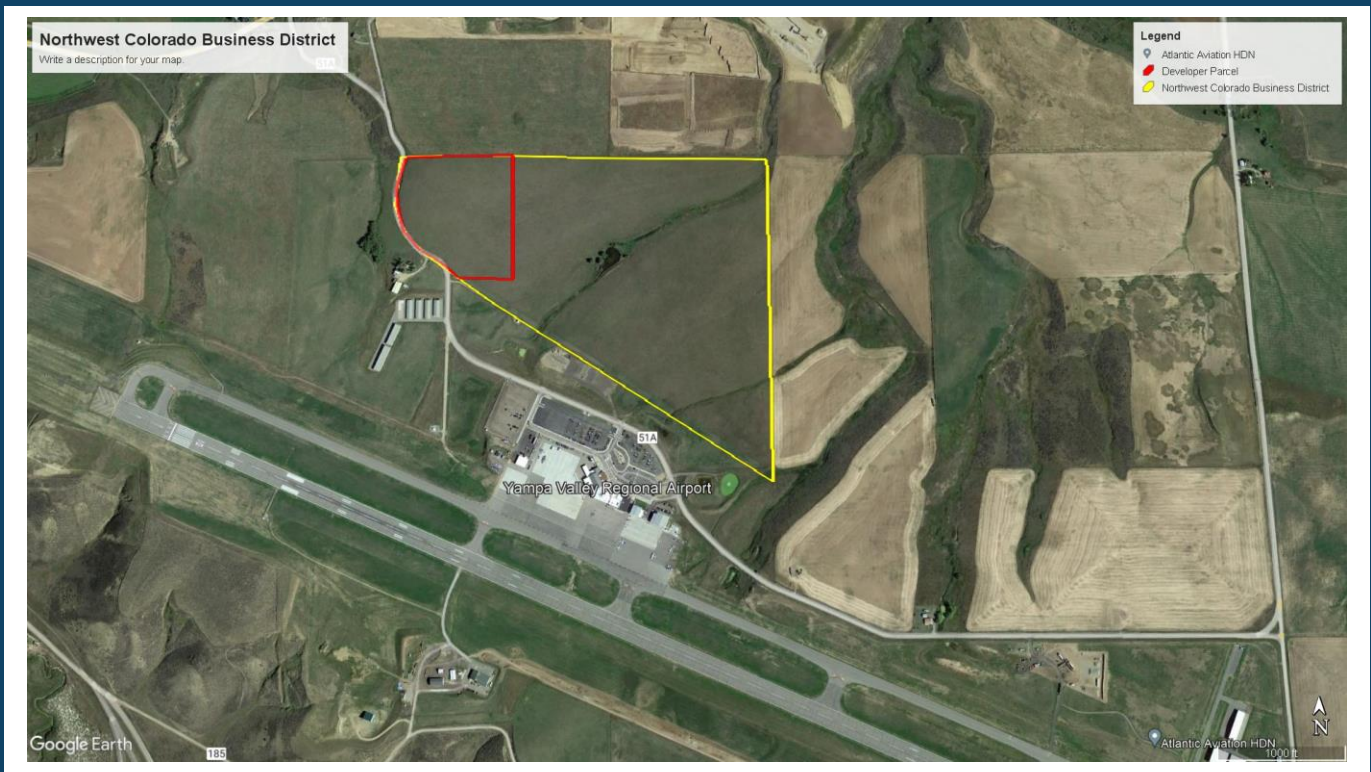 Northwest Colorado Business District
Write a description for your map.
Legend
Atlantic Aviation HDN
Developer Parcel
Northwest Colorado Business District
51A
51A
Yampa Valley Regional Airport
N
Google Earth
185
Atlantic Aviation HDN
1000 ft